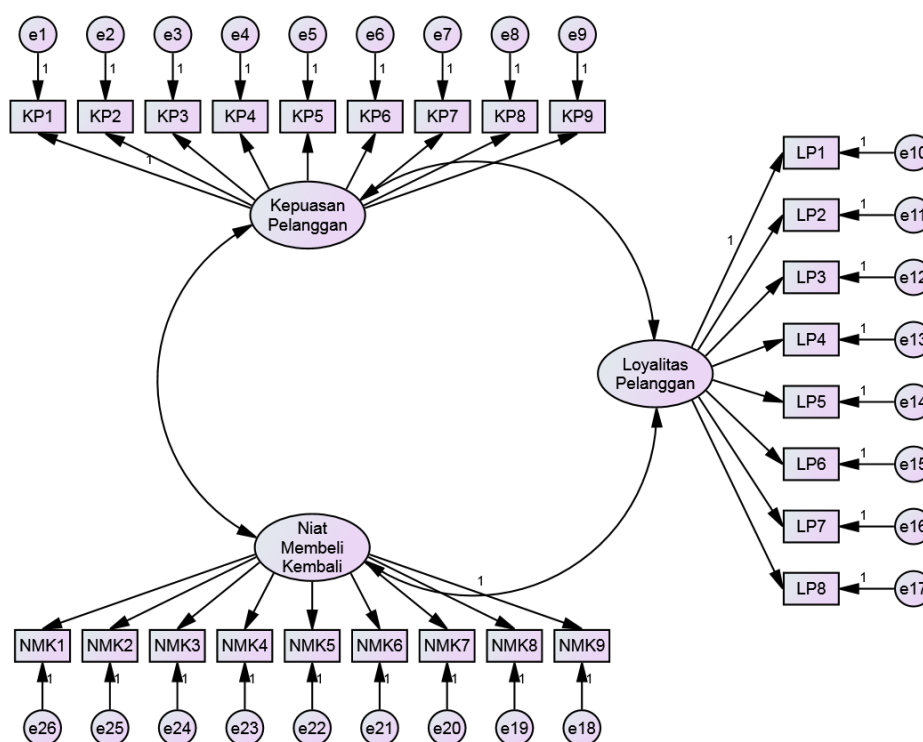 e1 e2 e3 e4 e5 e6 e7 e8 e9
1 1 1 1 1 1 1 1 1
KP1 KP2 KP3 KP4 KP5 KP6 KP7 KP8 KP9
1
Kepuasan
Pelanggan
LP1 1 e10
LP2 1 e11
1
LP3 1 e12
LP4 1 e13
Loyalitas
Pelanggan
LP5 1 e14
LP6 1 e15
LP7 1 e16
LP8 1 e17
Niat
Membeli
Kembali
1
NMK1 NMK2 NMK3 NMK4 NMK5 NMK6 NMK7 NMK8 NMK9
1 1 1 1 1 1 1 1 1
e26 e25 e24 e23 e22 e21 e20 e19 e18